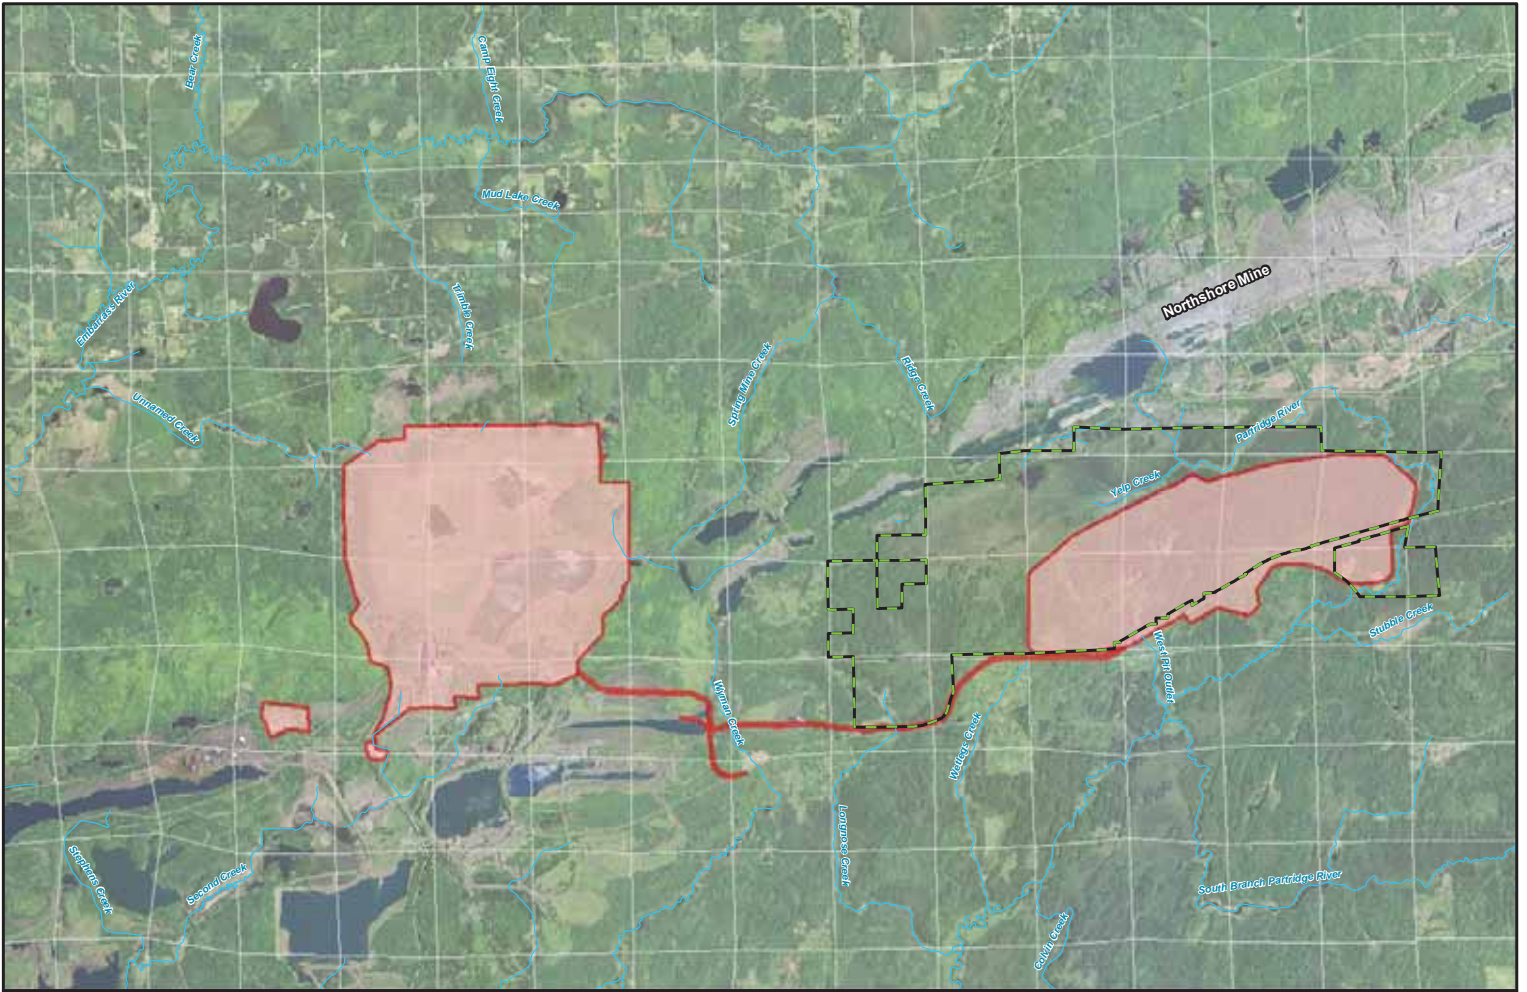 Bear Creek
Camp Eight Creek
Mud Lake Creek
Embarrass River
Trimble Creek
Northshore Mine
Unnamed Creek
Spring Mine Creek
Ridge Creek
Partridge River
Yelp Creek
Stubble Creek
West Pit Outlet
Wyman Creek
Wetlegs Creek
Longnose Creek
Stephens Creek
Second Creek
South Branch Partridge River
Calvin Creek